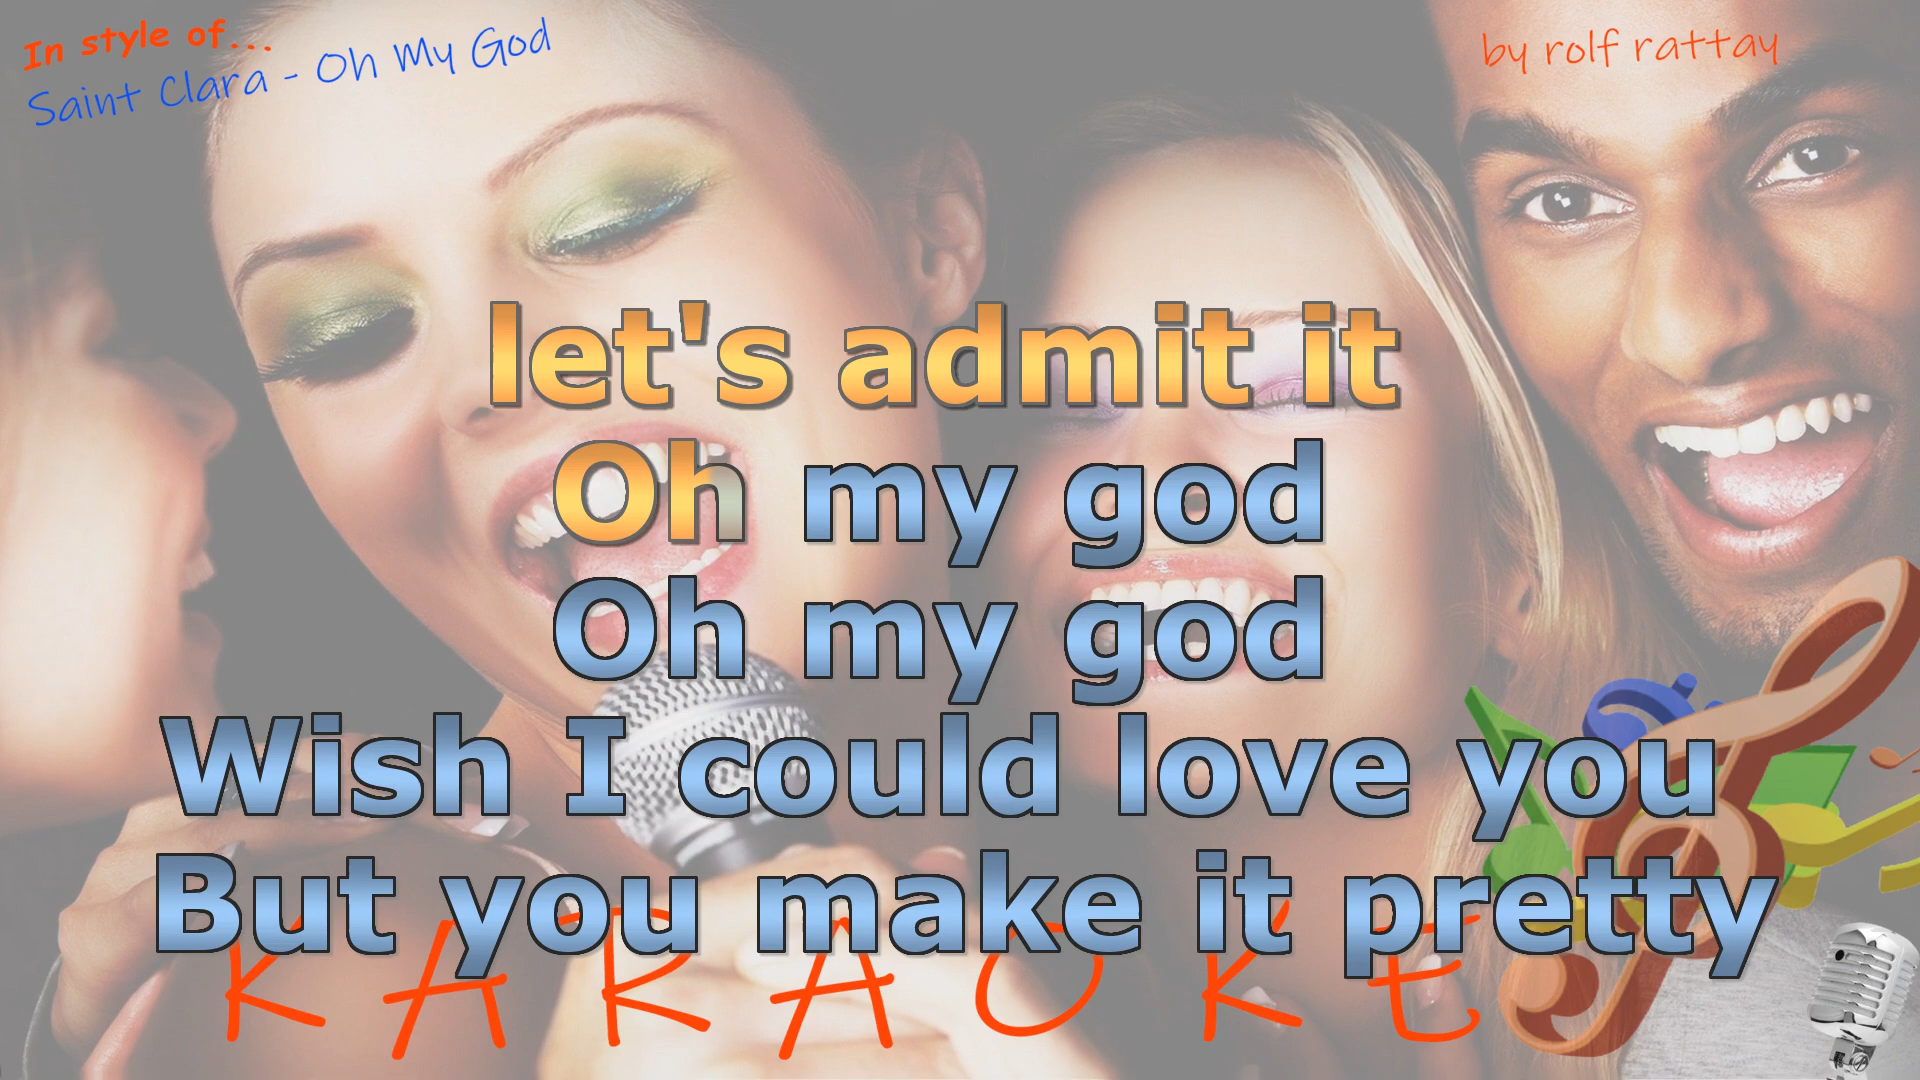 In style of...
Saint Clara - Oh My God
by rolf rattay
let's admit it
Oh my god
Oh my god
Wish I could love you
But you make it pretty
KARAOKE